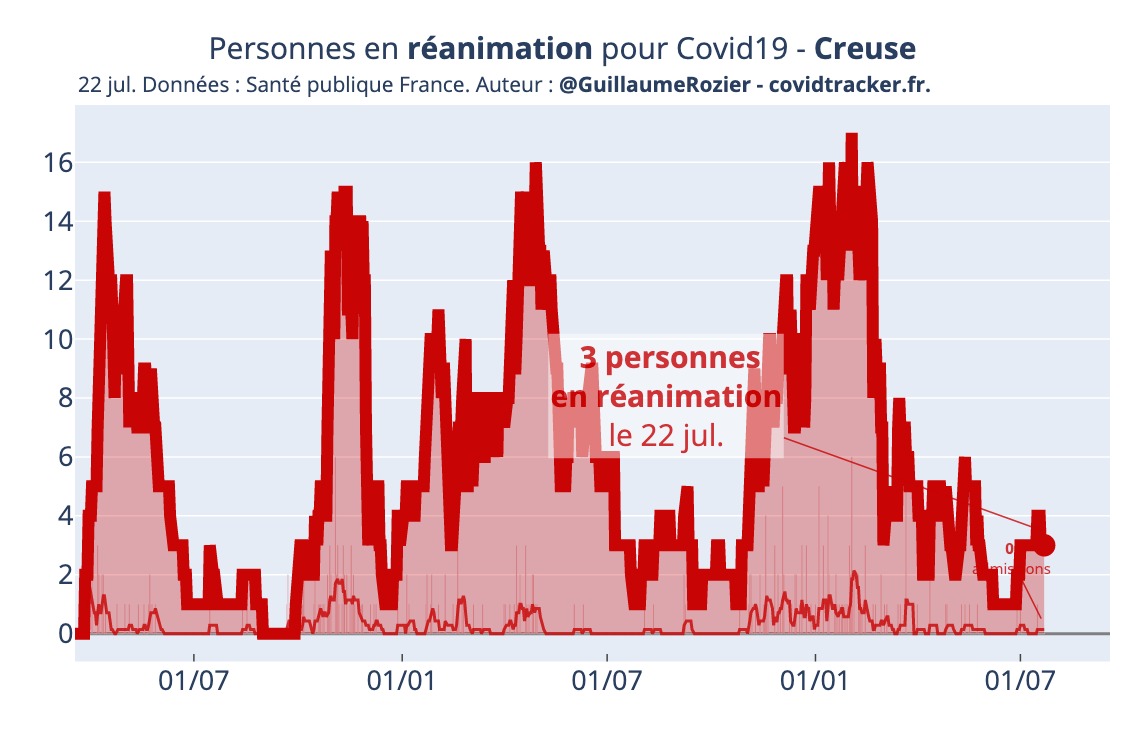 Personnes en réanimation pour Covid19 - Creuse
22 jul. Données : Santé publique France. Auteur : @GuillaumeRozier - covidtracker.fr.
16
14
12
10
8
6
4
2
0
3 personnes
en réanimation
le 22 jul.
0
admissions
01/07
01/01
01/07
01/01
01/07